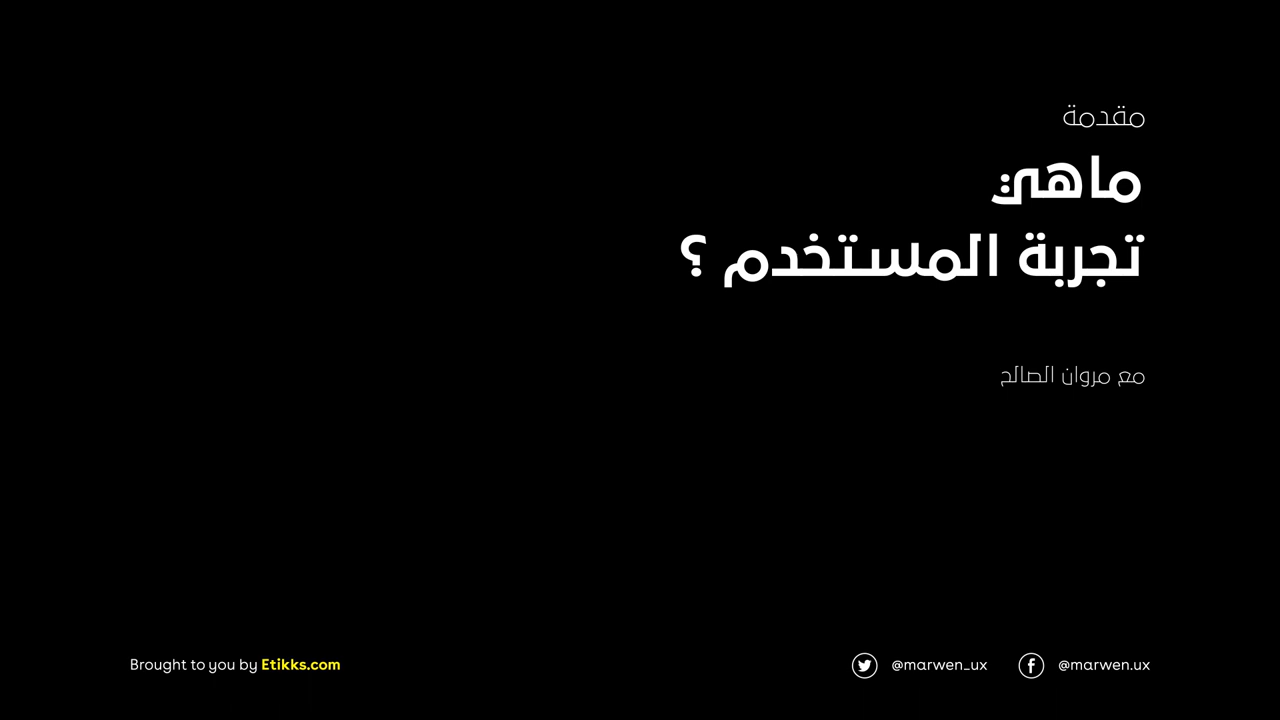 مقدمة
ماهي
تجربة المستخدم ؟
مع مروان الصالح
Brought to you by Etikks.com
@marwen_ux
@marwen.ux